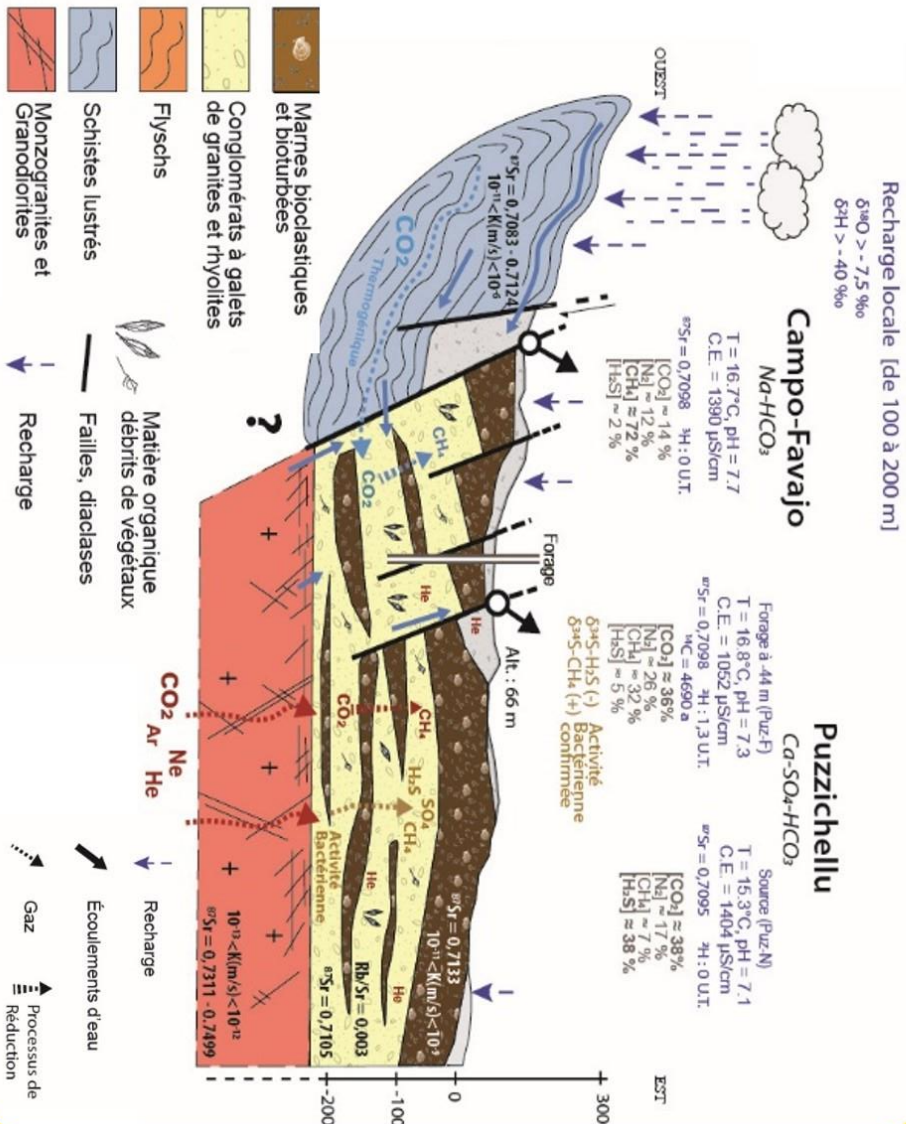 Recharge locale [de 100 à 200 m]
δ¹⁸O > - 7,5 ‰
δ²H > - 40 ‰
Campo-Favajo
Na-HCO₃
T = 16.7°C, pH = 7.7
C.E. = 1390 µS/cm
⁸⁷Sr = 0,7098 ³H : 0 U.T.
[CO₂] ≈ 14 %
[N₂] ≈ 12 %
[CH₄] ≈ 72 %
[H₂S] ≈ 2 %
Puzzichellu
Ca-SO₄-HCO₃
Forage à -44 m (Puz-F)
T = 16.8°C, pH = 7.3
C.E. = 1052 µS/cm
⁸⁷Sr = 0,7098 ³H : 1,3 U.T.
¹⁴C = 4690 a
[CO₂] ≈ 36%
[N₂] ≈ 26 %
[CH₄] ≈ 32 %
[H₂S] ≈ 5 %
δ³⁴S-H₂S (-) Activité
δ³⁴S-CH₄ (+) Bactérienne
confirmée
Source (Puz-N)
T = 15.3°C, pH = 7.1
C.E. = 1404 µS/cm
⁸⁷Sr = 0,7095 ³H : 0 U.T.
[CO₂] ≈ 38%
[N₂] ≈ 17 %
[CH₄] ≈ 7 %
[H₂S] ≈ 38 %
OUEST
EST
300
0
-100
-200
Forage
Alt. : 66 m
⁸⁷Sr = 0,7083 - 0.7124
10⁻¹¹<K(m/s)<10⁻⁶
CO2
Thermogénique
CH₄
CO2
He
He
CH₄
CO₂
H₂S SO₄
CH₄
Activité
Bactérienne
He
He
⁸⁷Sr = 0,7133
10⁻¹¹<K(m/s)<10⁻⁹
Rb/Sr = 0,003
⁸⁷Sr = 0,7105
10⁻¹³<K(m/s)<10⁻¹²
⁸⁷Sr = 0,7311 - 0.7499
?
CO₂
Ar
Ne
He
Marnes bioclastiques
et bioturbées
Conglomérats à galets
de granites et rhyolites
Flyschs
Schistes lustrés
Monzogranites et
Granodiorites
Matière organique
débrits de végétaux
Failles, diaclases
Recharge
Recharge
Écoulements d'eau
Gaz
Processus de
Réduction